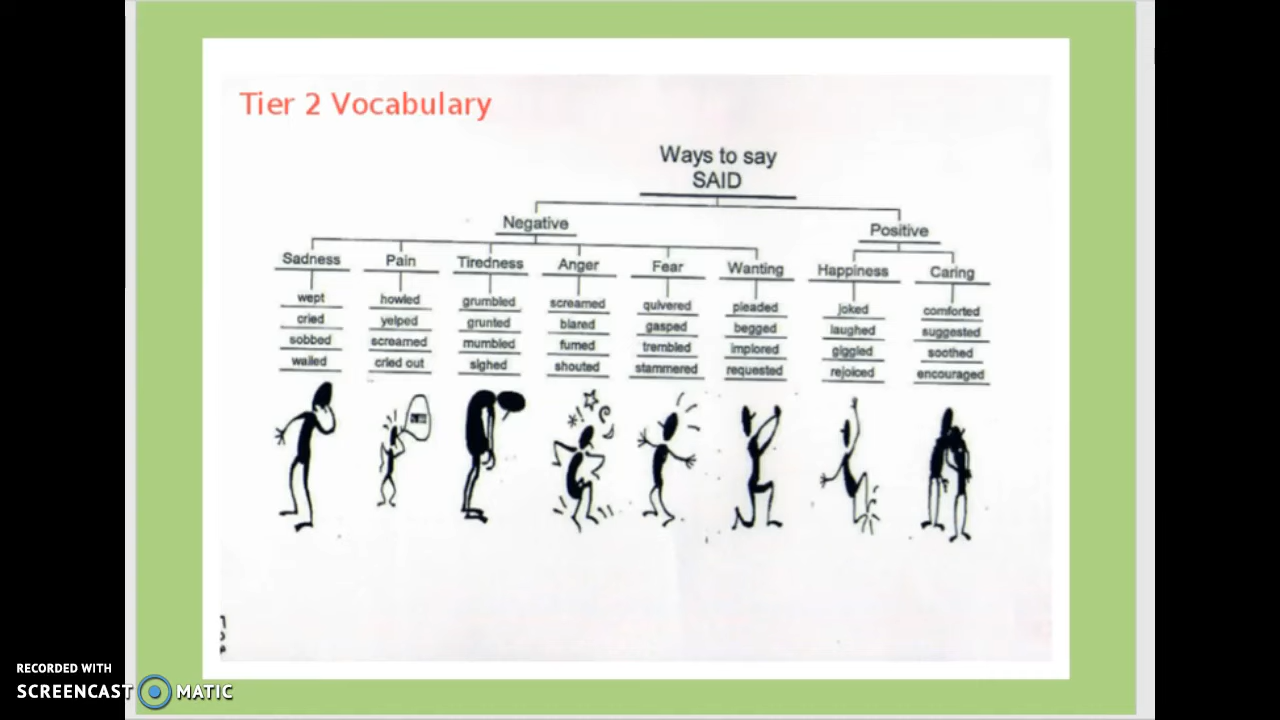 Tier 2 Vocabulary
Ways to say
SAID
Negative
Positive
Sadness Pain Tiredness Anger Fear Wanting Happiness Caring
wept howled grumbled screamed quivered pleaded joked comforted
cried yelped grunted blared gasped begged laughed suggested
sobbed screamed mumbled fumed trembled implored giggled soothed
wailed cried out sighed shouted stammered requested rejoiced encouraged
RECORDED WITH
SCREENCAST MATIC